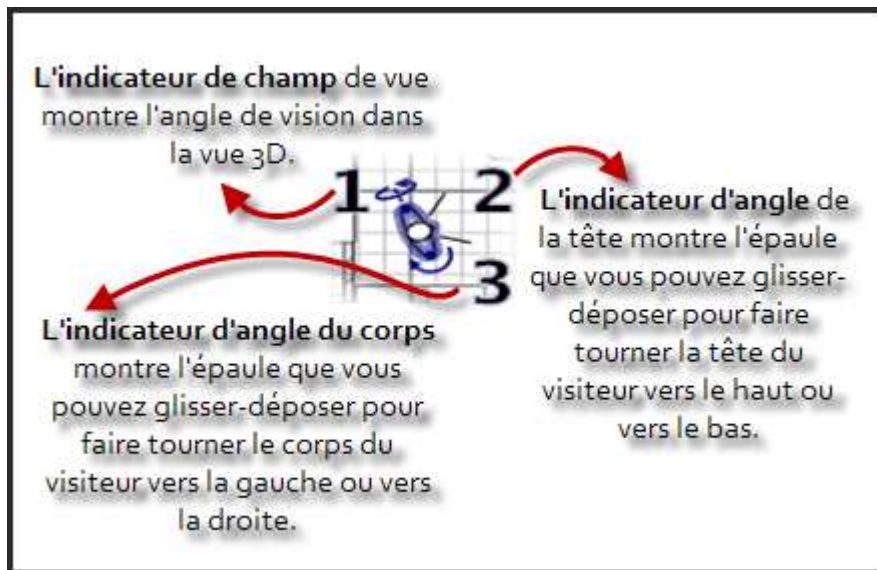 L'indicateur de champ de vue
montre l'angle de vision dans
la vue 3D.
1
2
L'indicateur d'angle de
la tête montre l'épaule
que vous pouvez glisser-
déposer pour faire
tourner la tête du
visiteur vers le haut ou
vers le bas.
3
L'indicateur d'angle du corps
montre l'épaule que vous
pouvez glisser-déposer pour
faire tourner le corps du
visiteur vers la gauche ou vers
la droite.